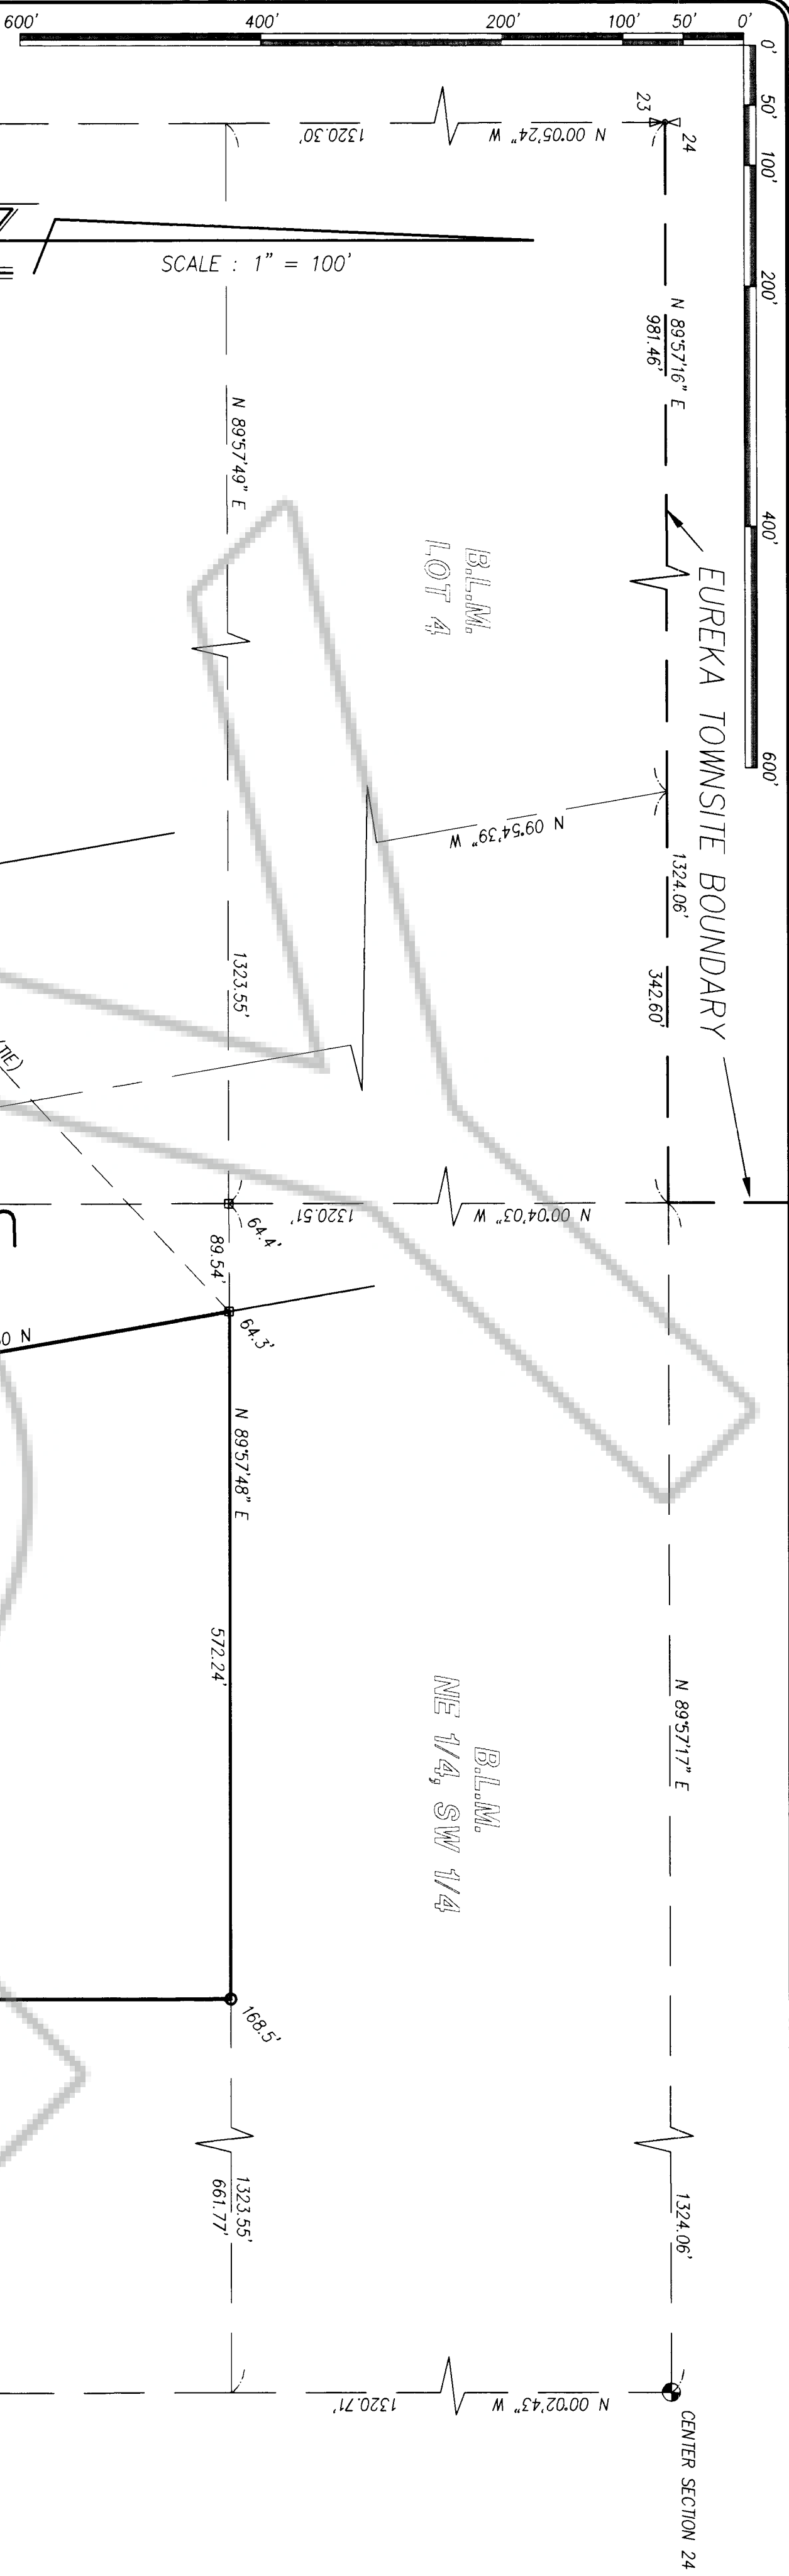 600'
400'
200'
100'
50'
0'
0'
50'
100'
200'
400'
600'
23
24
N 00°05'24" W
1320.30'
SCALE : 1" = 100'
N 89°57'16" E
981.46'
N 89°57'49" E
B.L.M.
LOT 4
EUREKA TOWNSITE BOUNDARY
N 09°54'39" W
1324.06'
342.60'
1323.55'
(TIE)
N 00°04'03" W
1320.51'
64.4'
89.54'
64.3'
N 89°57'48" E
572.24'
B.L.M.
NE 1/4, SW 1/4
N 89°57'17" E
168.5'
1323.55'
661.77'
1324.06'
N 00°02'43" W
1320.71'
CENTER SECTION 24